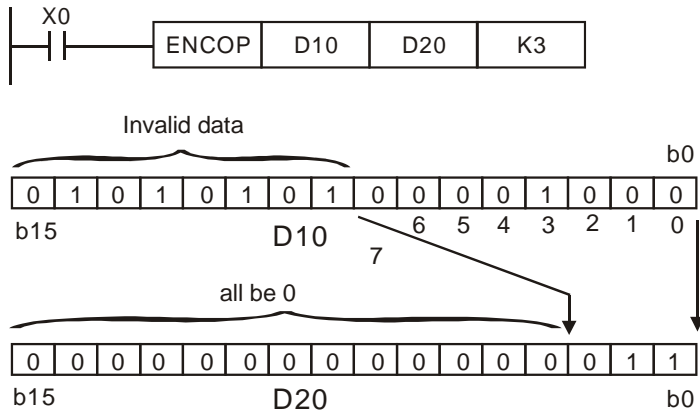 X0
ENCOP D10 D20 K3
Invalid data
b0
0 1 0 1 0 1 0 1 0 0 0 0 1 0 0 0
b15 D10 7 6 5 4 3 2 1 0
all be 0
0 0 0 0 0 0 0 0 0 0 0 0 0 0 1 1
b15 D20 b0